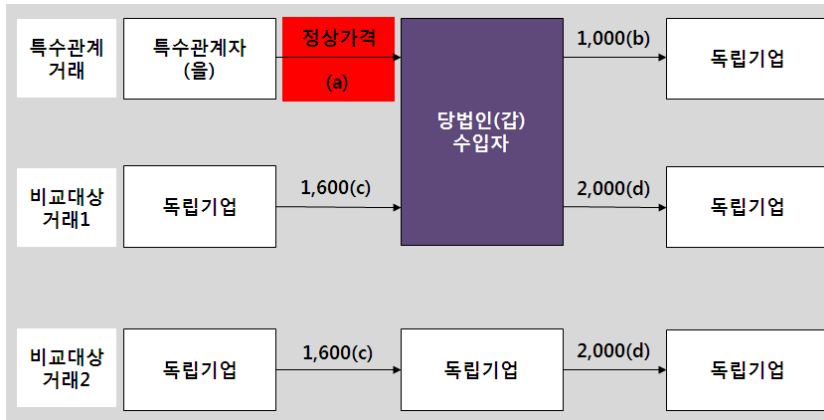 특수관계
거래
특수관계자
(을)
정상가격
(a)
당법인(갑)
수입자
1,000(b)
독립기업
비교대상
거래1
독립기업
1,600(c)
2,000(d)
독립기업
비교대상
거래2
독립기업
1,600(c)
독립기업
2,000(d)
독립기업